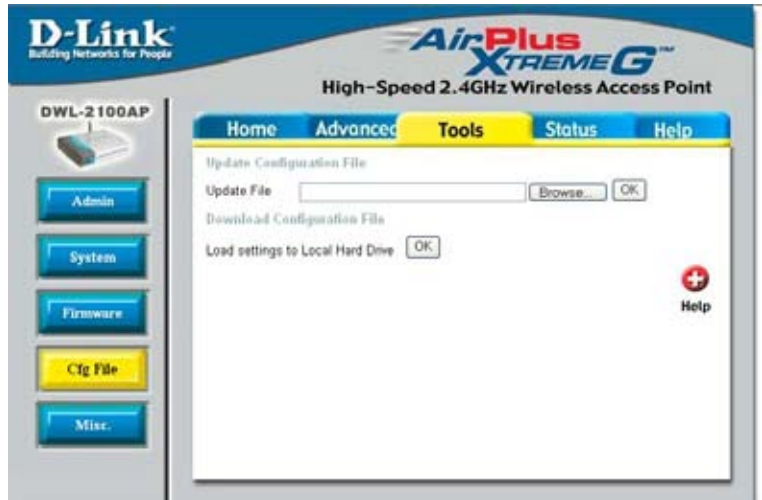 D-Link
Building Networks for People
AirPlus
XTREME G™
High-Speed 2.4GHz Wireless Access Point
DWL-2100AP
Home Advanced Tools Status Help
Update Configuration File
Update File Browse... OK
Download Configuration File
Load settings to Local Hard Drive OK
Help
Admin
System
Firmware
Cfg File
Misc.